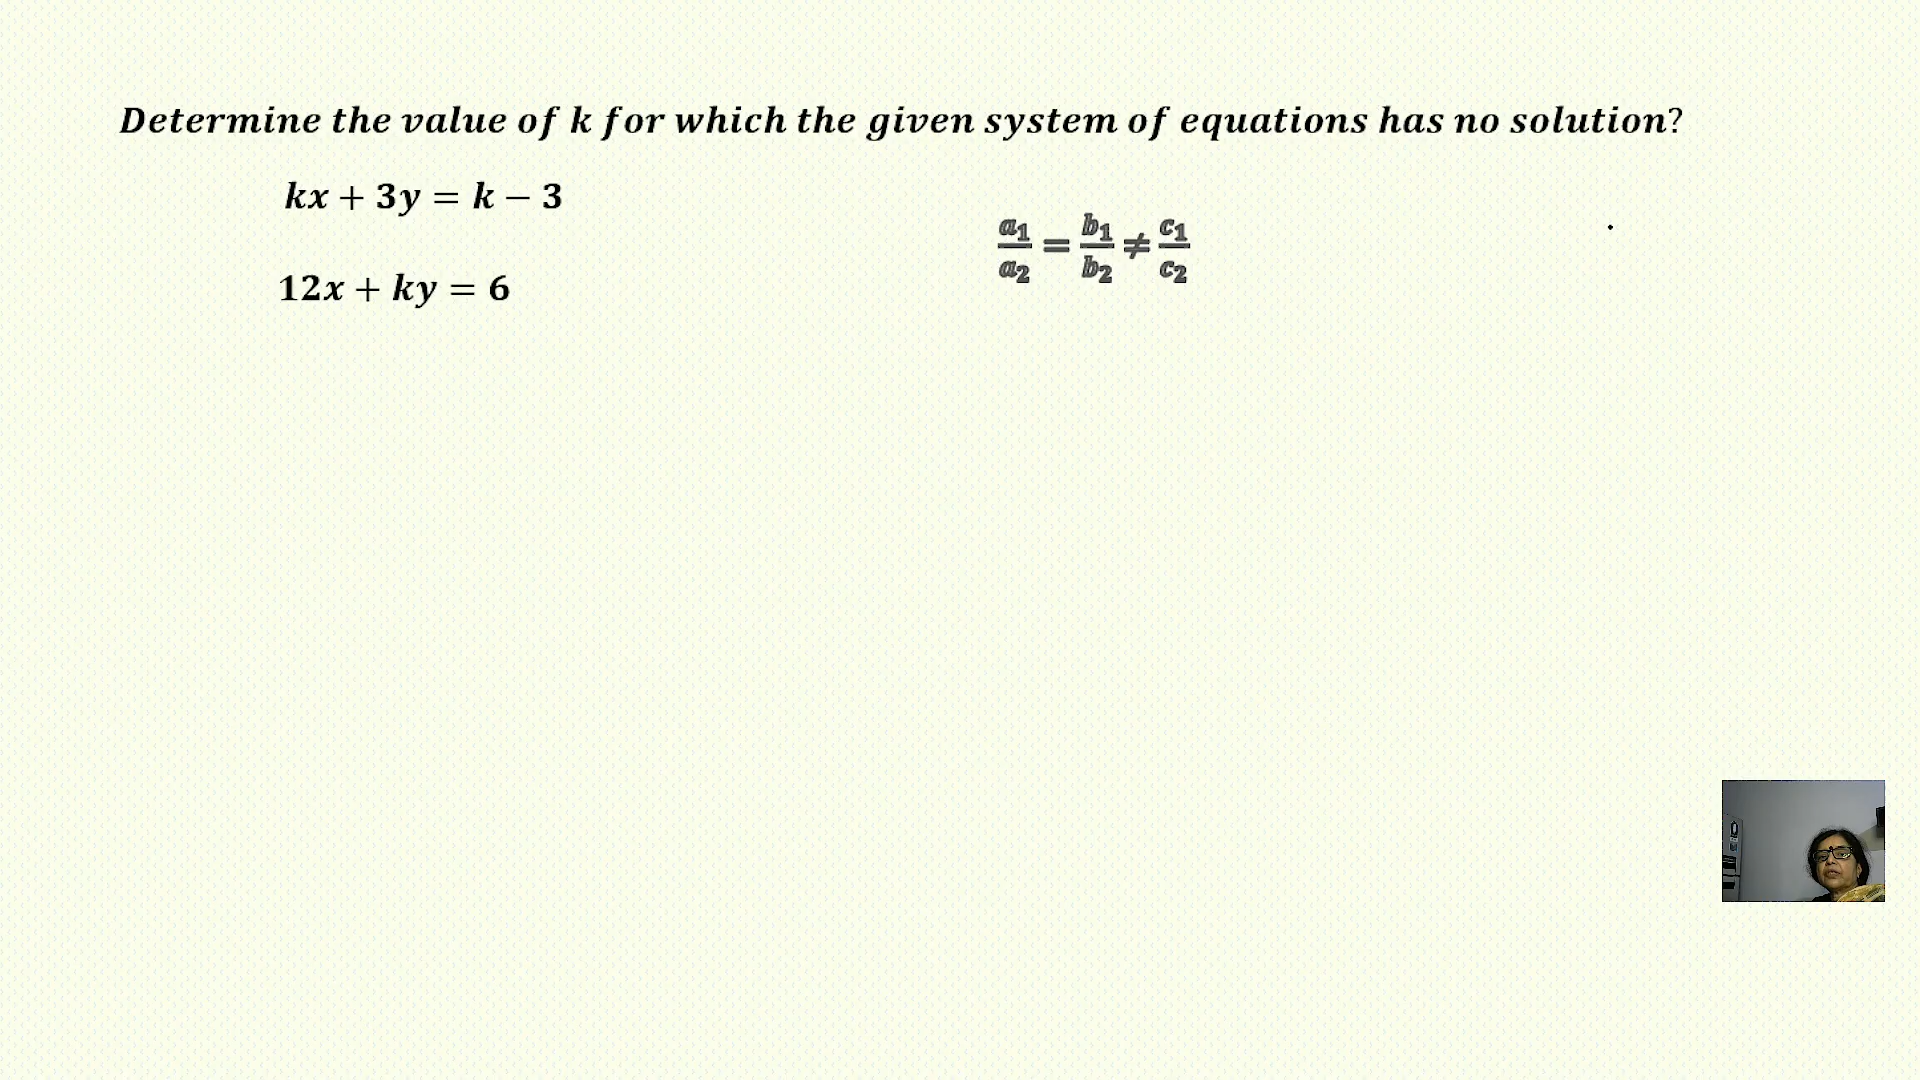 Determine the value of k for which the given system of equations has no solution?
kx + 3y = k − 3
a₁/a₂ = b₁/b₂ ≠ c₁/c₂
12x + ky = 6